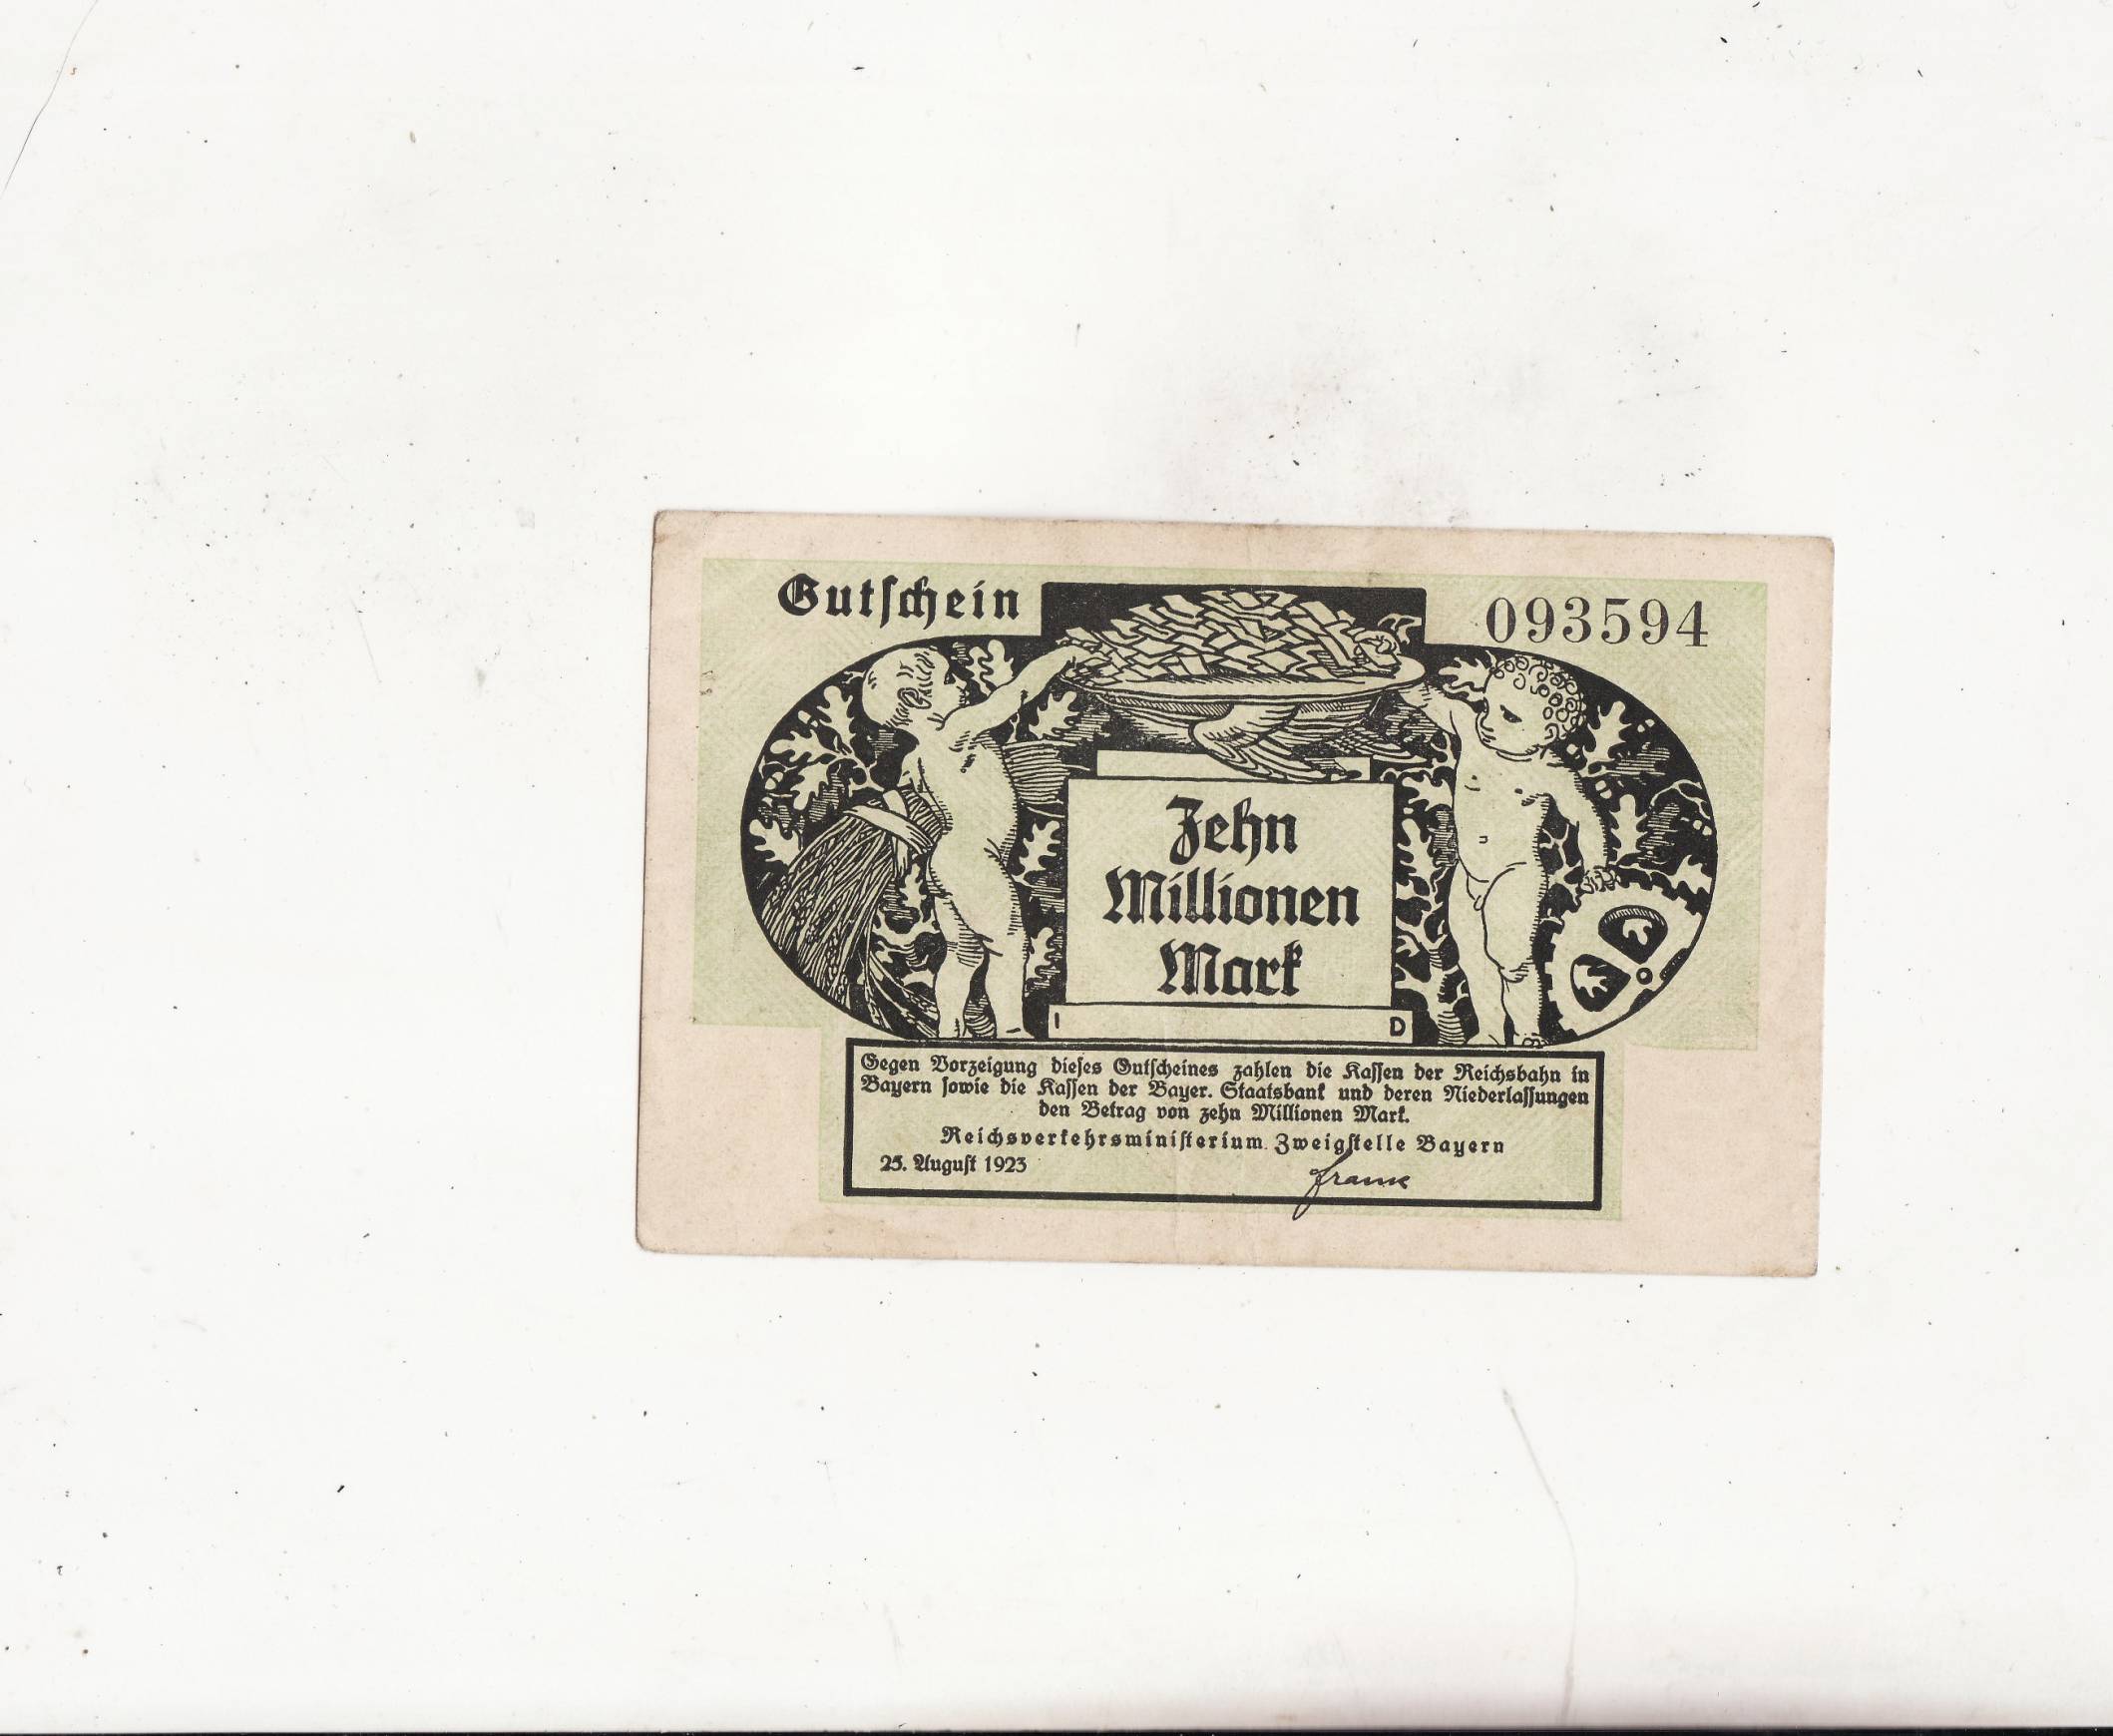 Gutschein
093594
Zehn
Millionen
Mark
I D
Gegen Vorzeigung dieses Gutscheines zahlen die Kassen der Reichsbahn in
Bayern sowie die Kassen der Bayer. Staatsbank und deren Niederlassungen
den Betrag von zehn Millionen Mark.
Reichsverkehrsministerium Zweigstelle Bayern
25. August 1923